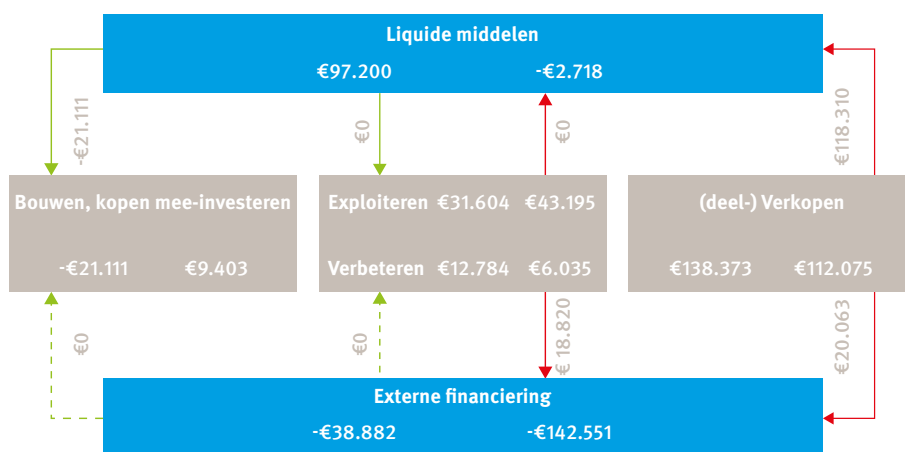 Liquide middelen
€97.200 -€2.718
-€21.111
€0
€0
€118.310
Bouwen, kopen mee-investeren
-€21.111 €9.403
Exploiteren €31.604 €43.195
Verbeteren €12.784 €6.035
(deel-) Verkopen
€138.373 €112.075
€0
€0
€ 18.820
€20.063
Externe financiering
-€38.882 -€142.551